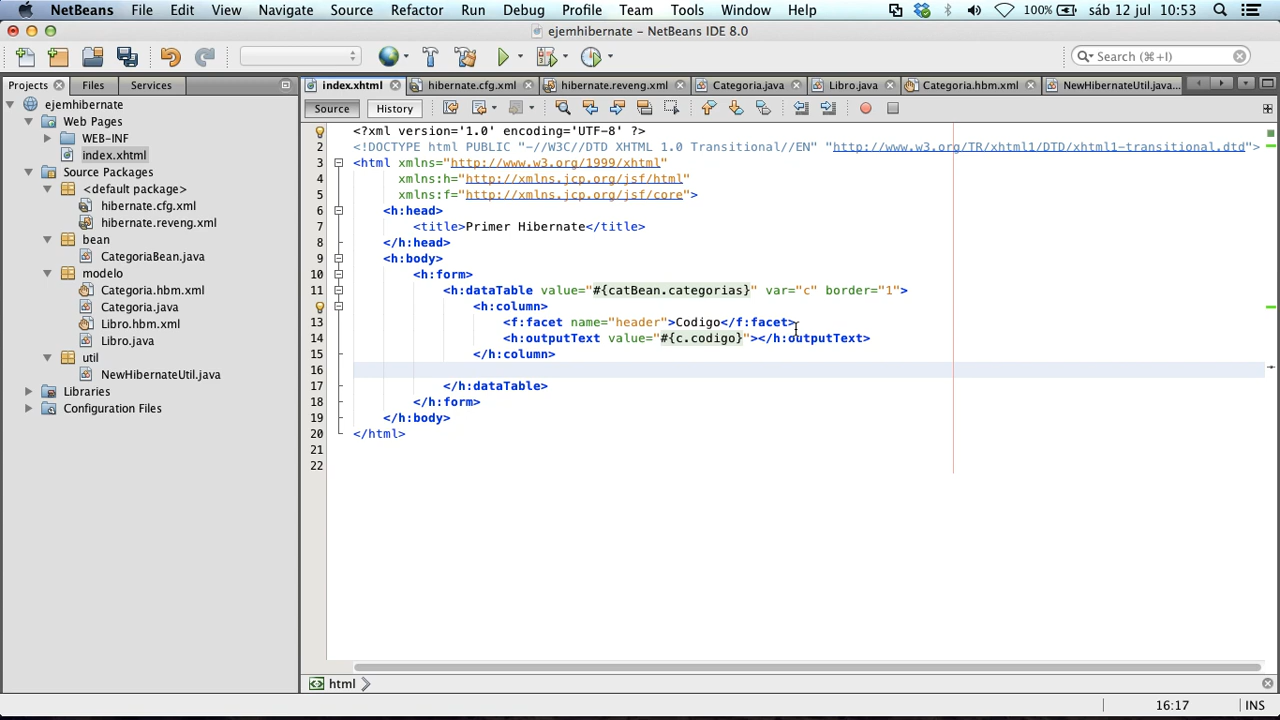 NetBeans File Edit View Navigate Source Refactor Run Debug Profile Team Tools Window Help 100% sáb 12 jul 10:53
ejemhibernate – NetBeans IDE 8.0
Search (⌘+I)
Projects Files Services
index.xhtml hibernate.cfg.xml hibernate.reveng.xml Categoria.java Libro.java Categoria.hbm.xml NewHibernateUtil.java...
Source History
ejemhibernate
Web Pages
WEB-INF
index.xhtml
Source Packages
<default package>
hibernate.cfg.xml
hibernate.reveng.xml
bean
CategoriaBean.java
modelo
Categoria.hbm.xml
Categoria.java
Libro.hbm.xml
Libro.java
util
NewHibernateUtil.java
Libraries
Configuration Files
<?xml version='1.0' encoding='UTF-8' ?>
2 <!DOCTYPE html PUBLIC "-//W3C//DTD XHTML 1.0 Transitional//EN" "http://www.w3.org/TR/xhtml1/DTD/xhtml1-transitional.dtd">
3 <html xmlns="http://www.w3.org/1999/xhtml"
4 xmlns:h="http://xmlns.jcp.org/jsf/html"
5 xmlns:f="http://xmlns.jcp.org/jsf/core">
6 <h:head>
7 <title>Primer Hibernate</title>
8 </h:head>
9 <h:body>
10 <h:form>
11 <h:dataTable value="#{catBean.categorias}" var="c" border="1">
<h:column>
13 <f:facet name="header">Codigo</f:facet>
14 <h:outputText value="#{c.codigo}"></h:outputText>
15 </h:column>
16
17 </h:dataTable>
18 </h:form>
19 </h:body>
20 </html>
21
22
html
16:17 INS